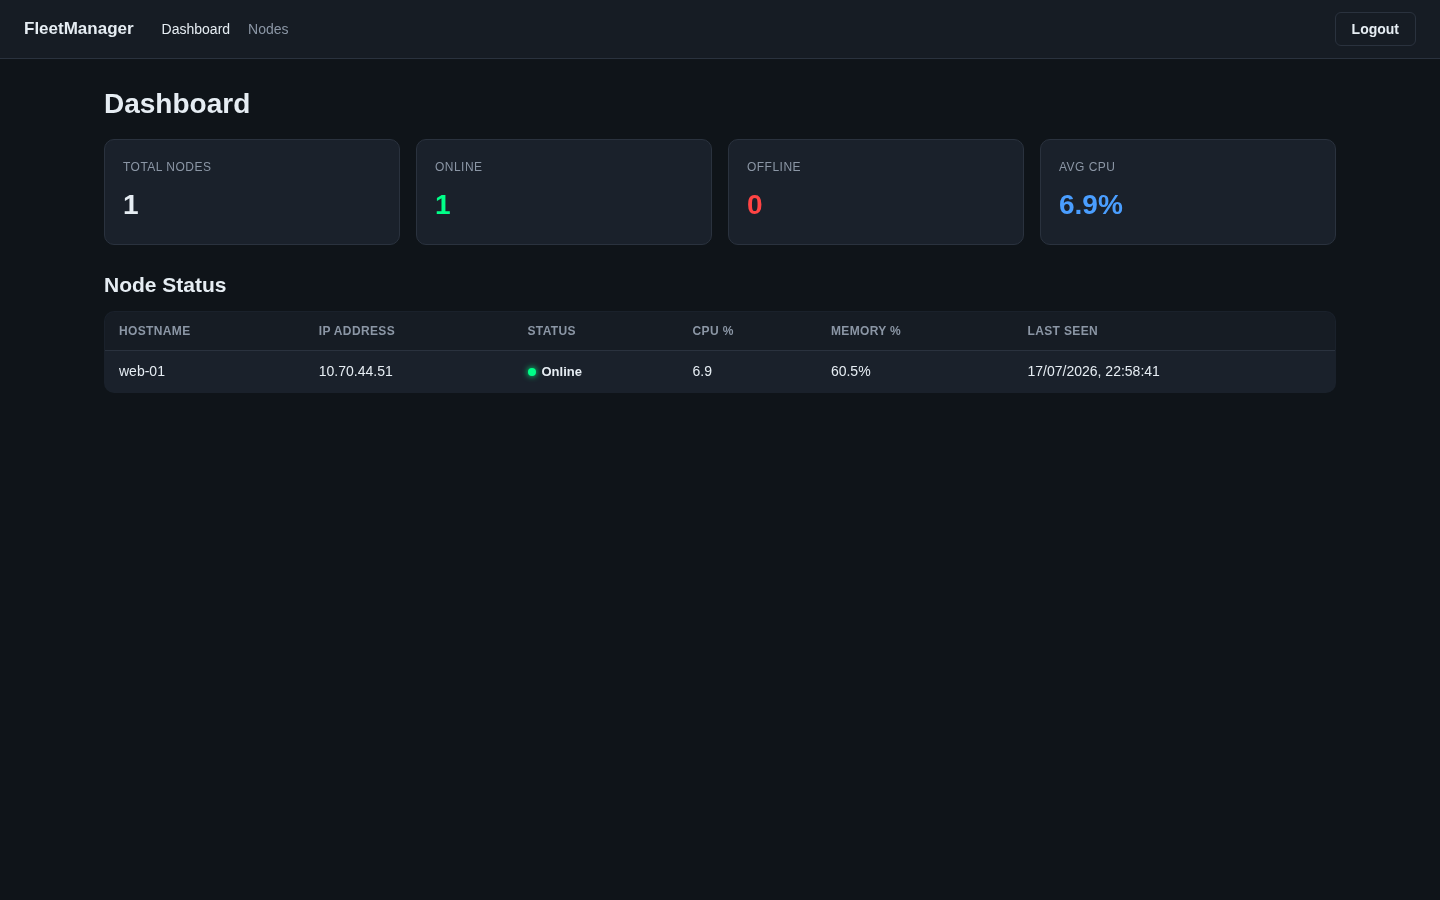 FleetManager Dashboard Nodes Logout
Dashboard
TOTAL NODES ONLINE OFFLINE AVG CPU
1 1 0 6.9%
Node Status
HOSTNAME IP ADDRESS STATUS CPU % MEMORY % LAST SEEN
web-01 10.70.44.51 Online 6.9 60.5% 17/07/2026, 22:58:41